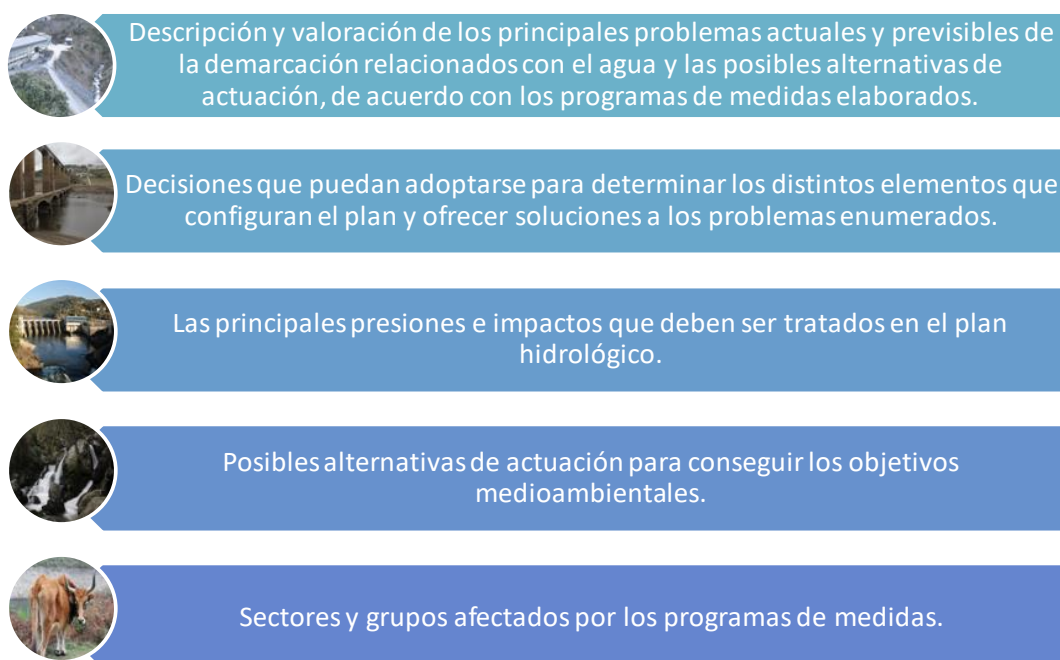 Descripción y valoración de los principales problemas actuales y previsibles de
la demarcación relacionados con el agua y las posibles alternativas de
actuación, de acuerdo con los programas de medidas elaborados.
Decisiones que puedan adoptarse para determinar los distintos elementos que
configuran el plan y ofrecer soluciones a los problemas enumerados.
Las principales presiones e impactos que deben ser tratados en el plan
hidrológico.
Posibles alternativas de actuación para conseguir los objetivos
medioambientales.
Sectores y grupos afectados por los programas de medidas.